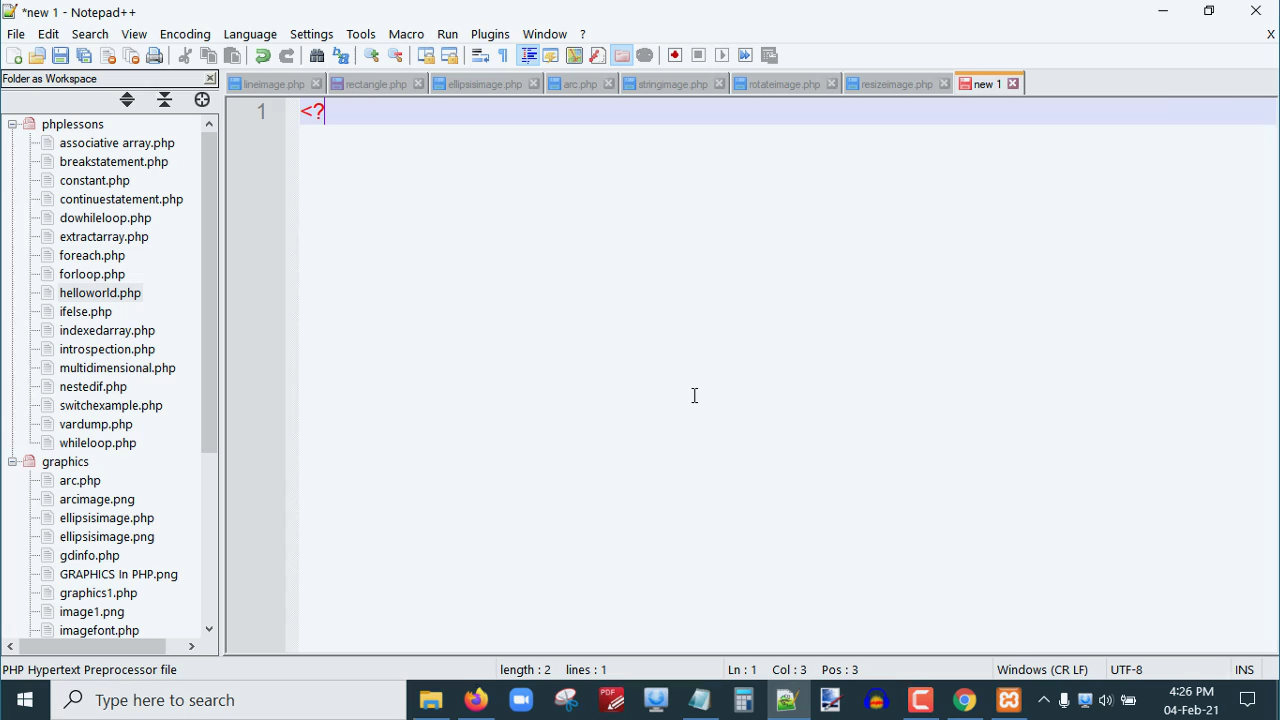 *new 1 - Notepad++
File Edit Search View Encoding Language Settings Tools Macro Run Plugins Window ? X
Folder as Workspace
lineimage.php rectangle.php ellipsisimage.php arc.php stringimage.php rotateimage.php resizeimage.php new 1
1 <?
phplessons
associative array.php
breakstatement.php
constant.php
continuestatement.php
dowhileloop.php
extractarray.php
foreach.php
forloop.php
helloworld.php
ifelse.php
indexedarray.php
introspection.php
multidimensional.php
nestedif.php
switchexample.php
vardump.php
whileloop.php
graphics
arc.php
arcimage.png
ellipsisimage.php
ellipsisimage.png
gdinfo.php
GRAPHICS In PHP.png
graphics1.php
image1.png
imagefont.php
PHP Hypertext Preprocessor file length : 2 lines : 1 Ln : 1 Col : 3 Pos : 3 Windows (CR LF) UTF-8 INS
Type here to search
PDF
4:26 PM
04-Feb-21